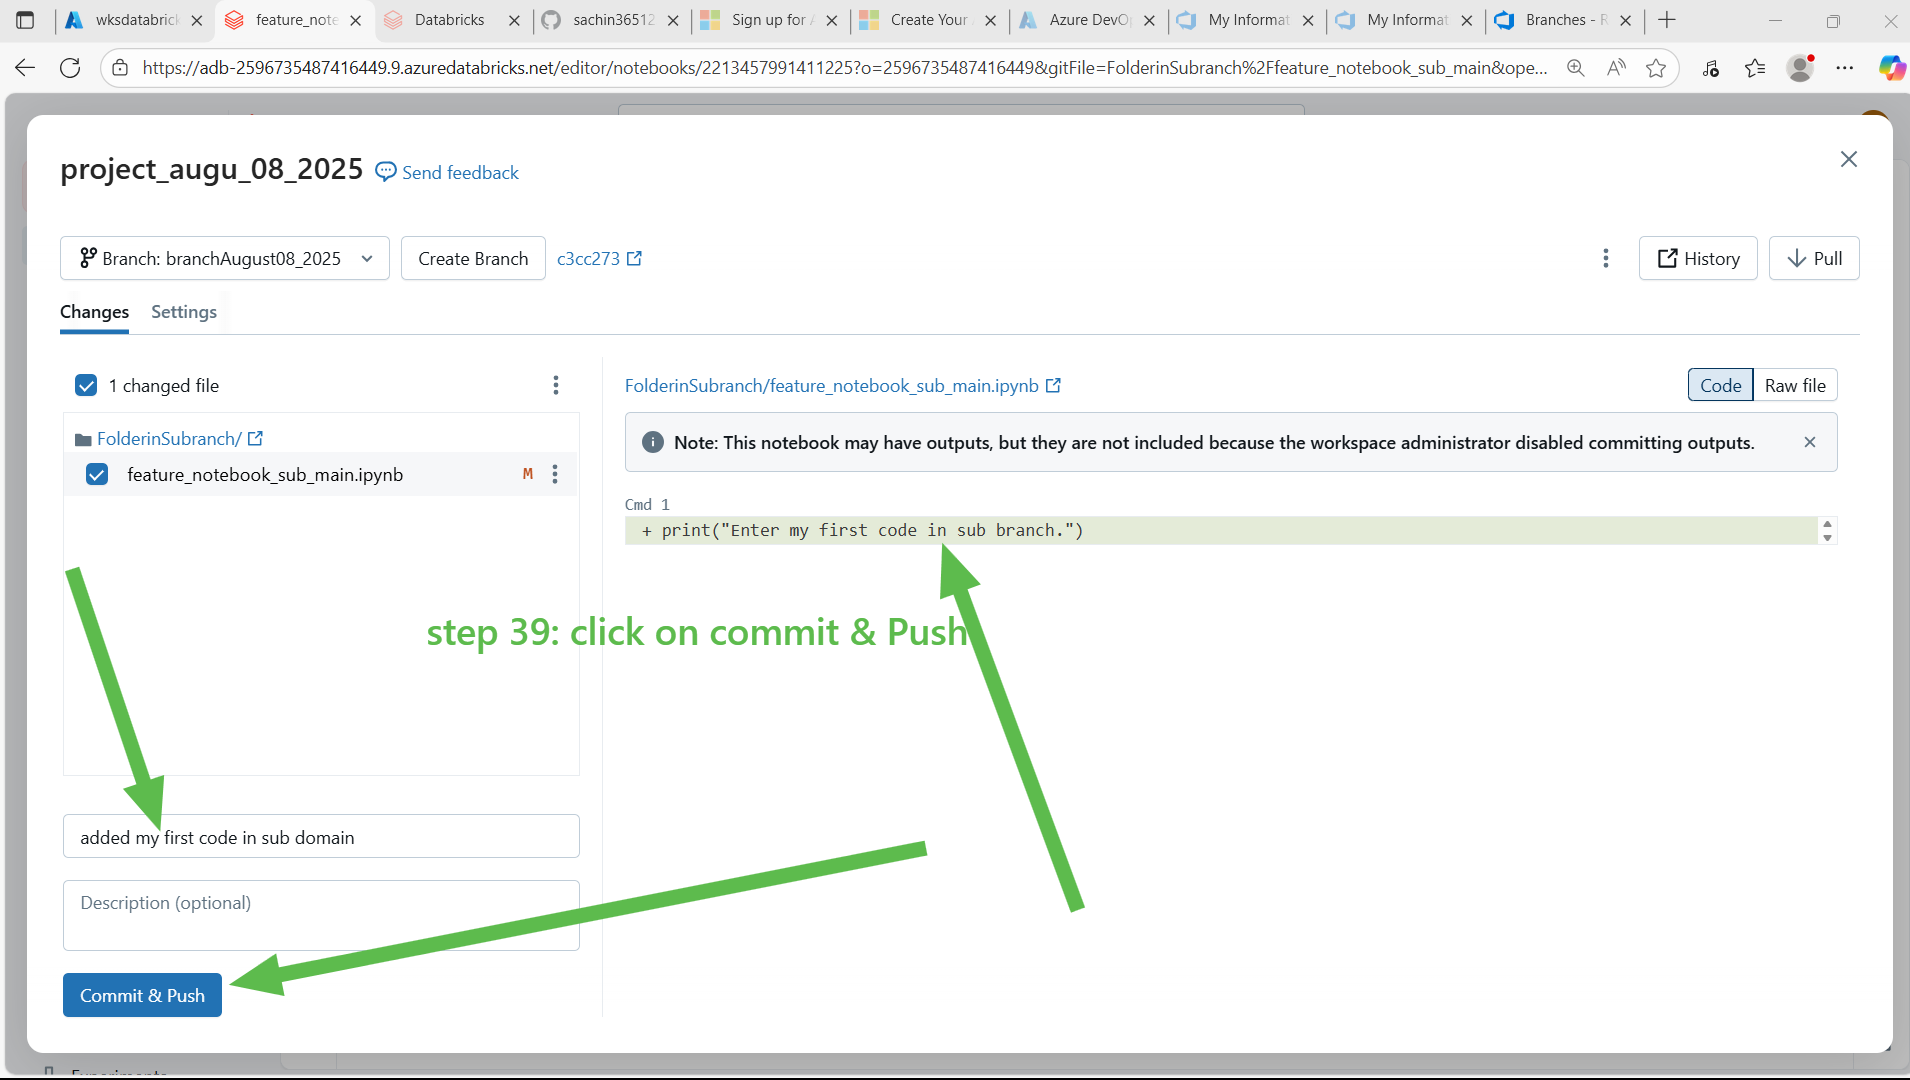 wksdatabrick
feature_note
Databricks
sachin36512
Sign up for A
Create Your
Azure DevO
My Informat
My Informat
Branches - R
https://adb-2596735487416449.9.azuredatabricks.net/editor/notebooks/2213457991411225?o=2596735487416449&gitFile=FolderinSubranch%2Ffeature_notebook_sub_main&ope...
project_augu_08_2025
Send feedback
Branch: branchAugust08_2025
Create Branch
c3cc273
History
Pull
Changes
Settings
1 changed file
FolderinSubranch/
feature_notebook_sub_main.ipynb
M
FolderinSubranch/feature_notebook_sub_main.ipynb
Code
Raw file
Note: This notebook may have outputs, but they are not included because the workspace administrator disabled committing outputs.
Cmd 1
+ print("Enter my first code in sub branch.")
step 39: click on commit & Push
added my first code in sub domain
Description (optional)
Commit & Push
Experiments